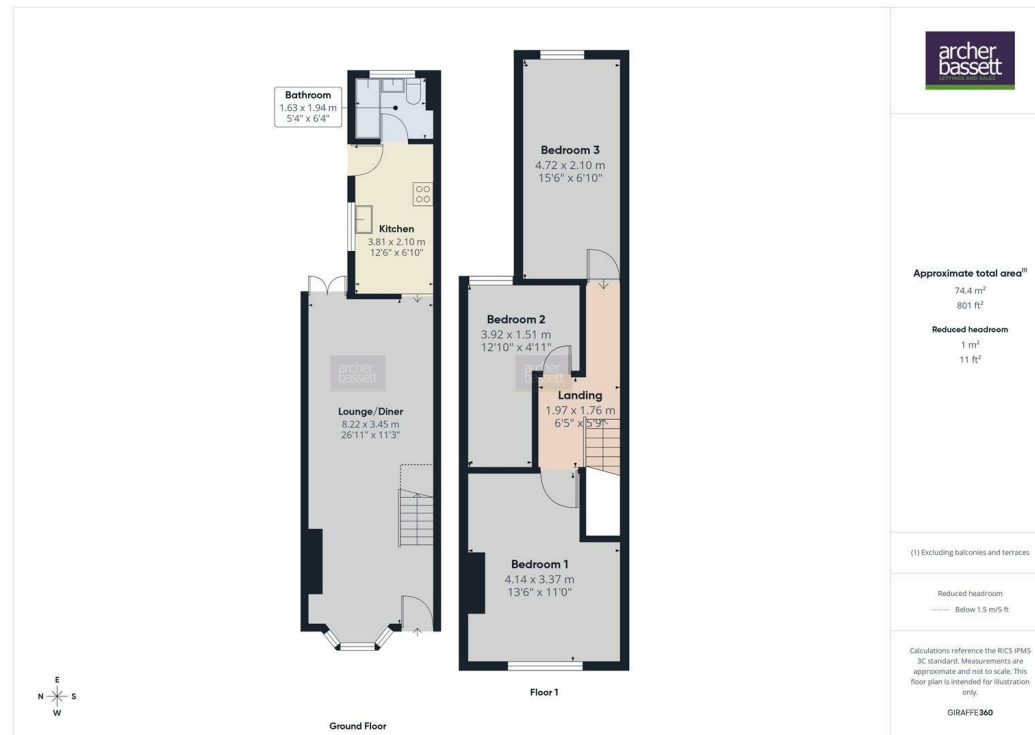 Bathroom
1.63 x 1.94 m
5'4" x 6'4"
Kitchen
3.81 x 2.10 m
12'6" x 6'10"
archer
bassett
Lounge/Diner
8.22 x 3.45 m
26'11" x 11'3"
Ground Floor
Bedroom 3
4.72 x 2.10 m
15'6" x 6'10"
Bedroom 2
3.92 x 1.51 m
12'10" x 4'11"
archer
bassett
Landing
1.97 x 1.76 m
6'5" x 5'9"
Bedroom 1
4.14 x 3.37 m
13'6" x 11'0"
Floor 1
E
N S
W
archer
bassett
LETTINGS AND SALES
Approximate total area(1)
74.4 m²
801 ft²
Reduced headroom
1 m²
11 ft²
(1) Excluding balconies and terraces
Reduced headroom
Below 1.5 m/5 ft
Calculations reference the RICS IPMS
3C standard. Measurements are
approximate and not to scale. This
floor plan is intended for illustration
only.
GIRAFFE360